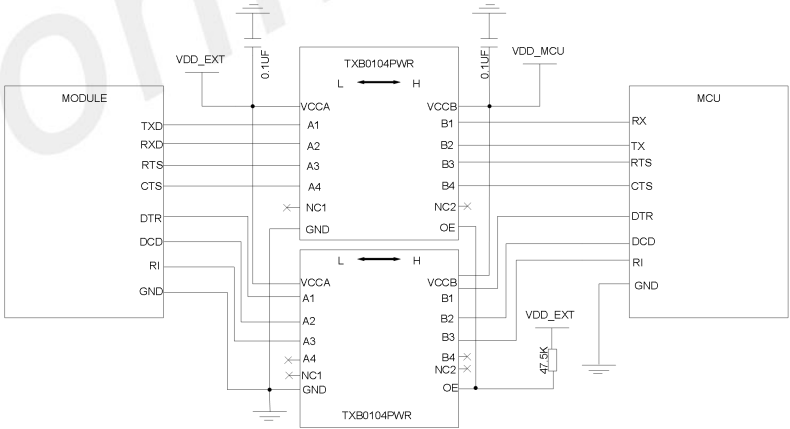 VDD_EXT
0.1UF
TXB0104PWR
L H
0.1UF
VDD_MCU
MODULE
TXD
RXD
RTS
CTS
DTR
DCD
RI
GND
VCCA
A1
A2
A3
A4
NC1
GND
VCCB
B1
B2
B3
B4
NC2
OE
MCU
RX
TX
RTS
CTS
DTR
DCD
RI
GND
L H
VCCA
A1
A2
A3
A4
NC1
GND
VCCB
B1
B2
B3
B4
NC2
OE
TXB0104PWR
VDD_EXT
47.5K